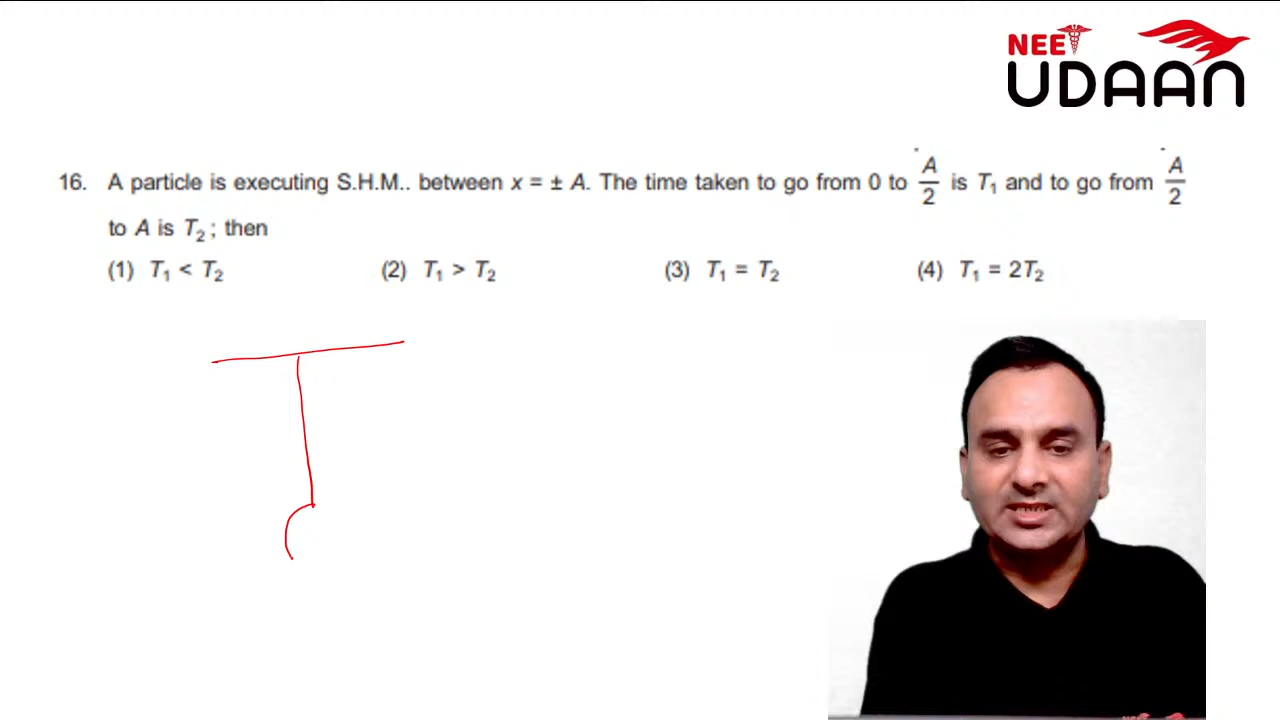 NEET
UDAAN
16. A particle is executing S.H.M.. between x = ± A. The time taken to go from 0 to A/2 is T₁ and to go from A/2
to A is T₂ ; then
(1) T₁ < T₂ (2) T₁ > T₂ (3) T₁ = T₂ (4) T₁ = 2T₂